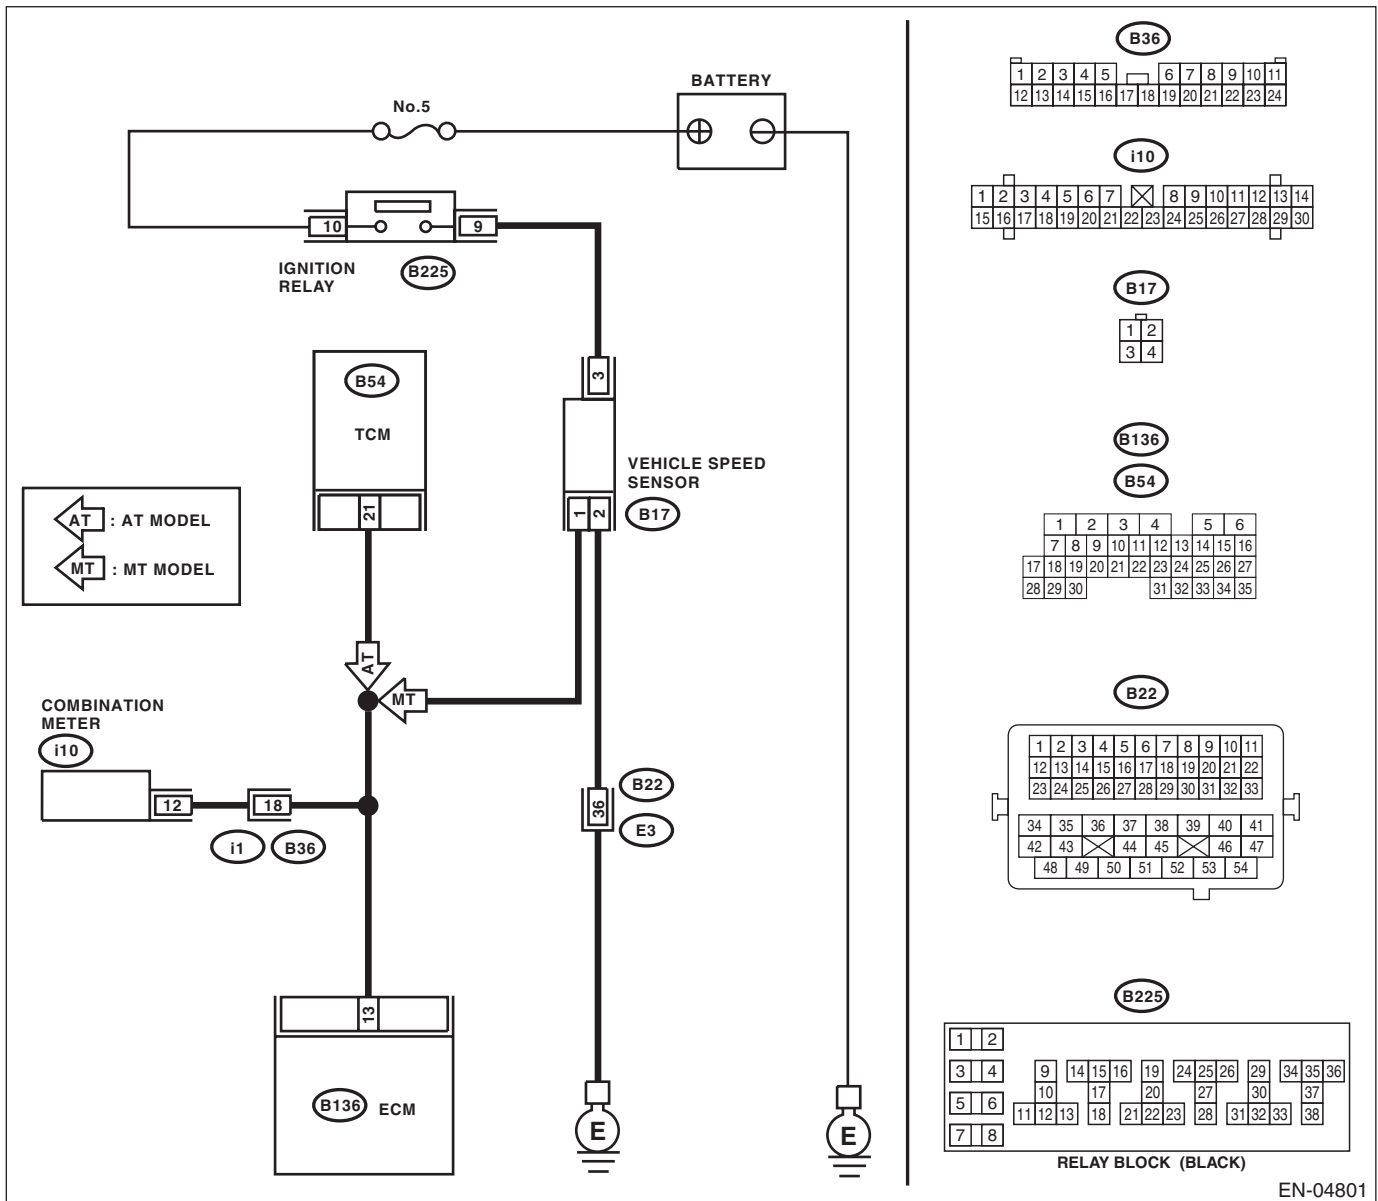 BATTERY
No.5
10
9
IGNITION
RELAY
B225
3
B54
TCM
21
VEHICLE SPEED
SENSOR
1
2
B17
AT : AT MODEL
MT : MT MODEL
AT
MT
COMBINATION
METER
i10
12
18
i1
B36
36
B22
E3
13
B136
ECM
E
E
B36
1 2 3 4 5 6 7 8 9 10 11
12 13 14 15 16 17 18 19 20 21 22 23 24
i10
1 2 3 4 5 6 7 8 9 10 11 12 13 14
15 16 17 18 19 20 21 22 23 24 25 26 27 28 29 30
B17
1 2
3 4
B136
B54
1 2 3 4 5 6
7 8 9 10 11 12 13 14 15 16
17 18 19 20 21 22 23 24 25 26 27
28 29 30 31 32 33 34 35
B22
1 2 3 4 5 6 7 8 9 10 11
12 13 14 15 16 17 18 19 20 21 22
23 24 25 26 27 28 29 30 31 32 33
34 35 36 37 38 39 40 41
42 43 44 45 46 47
48 49 50 51 52 53 54
B225
1 2
3 4 9 14 15 16 19 24 25 26 29 34 35 36
10 17 20 27 30 37
5 6 11 12 13 18 21 22 23 28 31 32 33 38
7 8
RELAY BLOCK (BLACK)
EN-04801